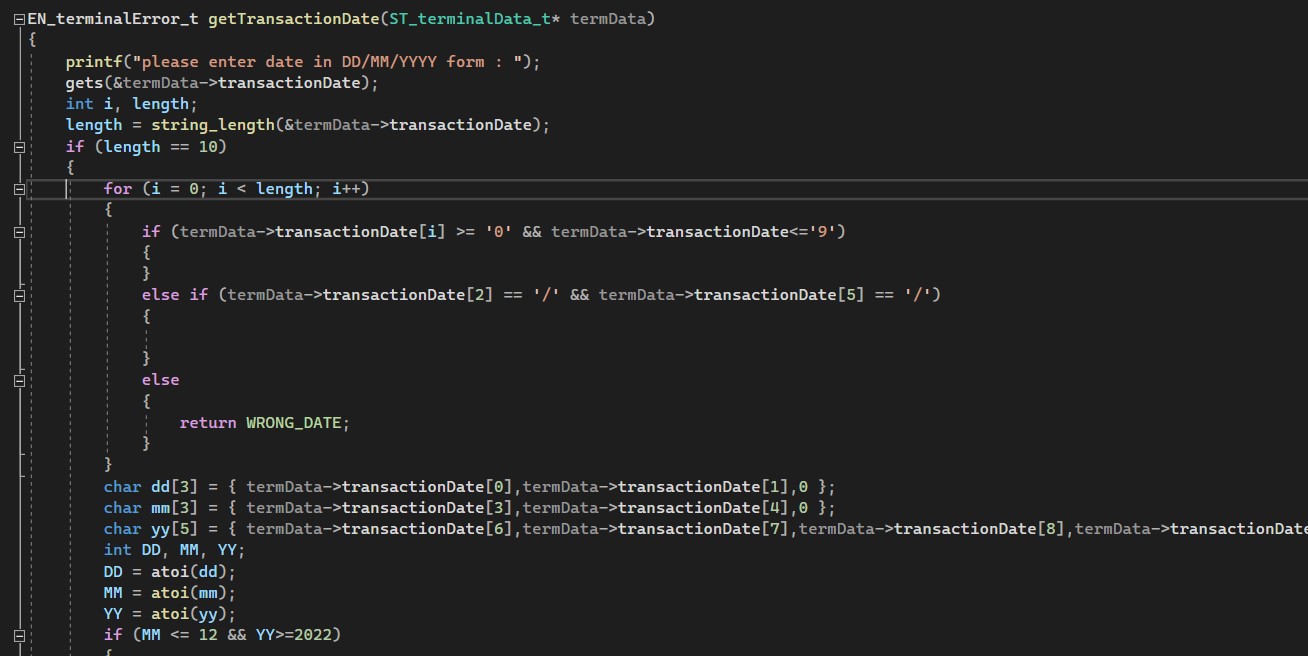 EN_terminalError_t getTransactionDate(ST_terminalData_t* termData)
{
    printf("please enter date in DD/MM/YYYY form : ");
    gets(&termData->transactionDate);
    int i, length;
    length = string_length(&termData->transactionDate);
    if (length == 10)
    {
        for (i = 0; i < length; i++)
        {
            if (termData->transactionDate[i] >= '0' && termData->transactionDate<='9')
            {
            }
            else if (termData->transactionDate[2] == '/' && termData->transactionDate[5] == '/')
            {

            }
            else
            {
                return WRONG_DATE;
            }
        }
        char dd[3] = { termData->transactionDate[0],termData->transactionDate[1],0 };
        char mm[3] = { termData->transactionDate[3],termData->transactionDate[4],0 };
        char yy[5] = { termData->transactionDate[6],termData->transactionDate[7],termData->transactionDate[8],termData->transactionDate
        int DD, MM, YY;
        DD = atoi(dd);
        MM = atoi(mm);
        YY = atoi(yy);
        if (MM <= 12 && YY>=2022)
        {